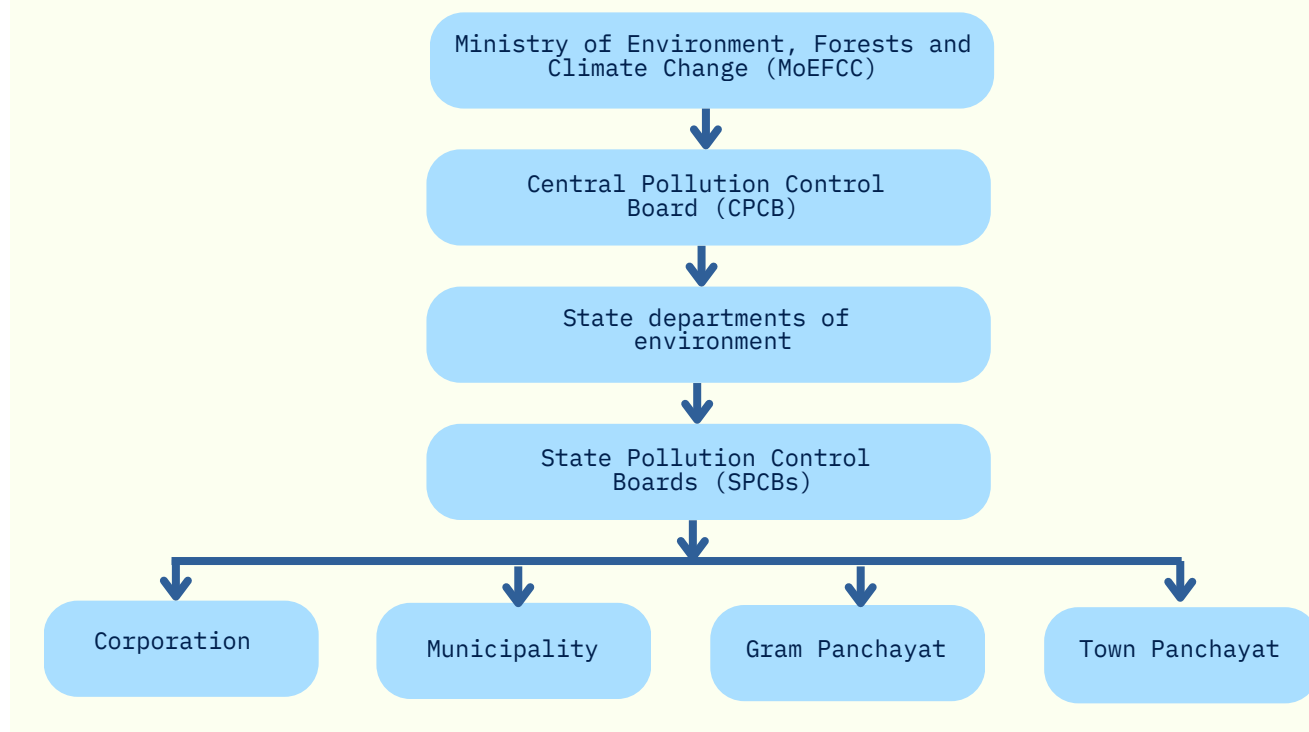 Ministry of Environment, Forests and
Climate Change (MoEFCC)
Central Pollution Control
Board (CPCB)
State departments of
environment
State Pollution Control
Boards (SPCBs)
Corporation
Municipality
Gram Panchayat
Town Panchayat